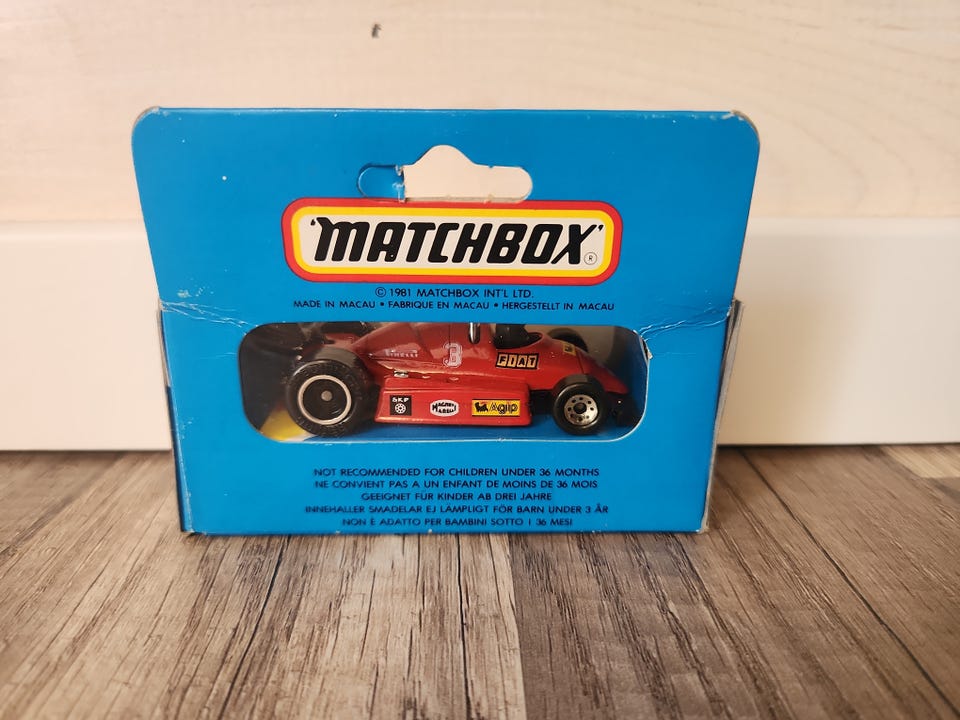 'MATCHBOX'®
© 1981 MATCHBOX INT'L LTD.
MADE IN MACAU • FABRIQUE EN MACAU • HERGESTELLT IN MACAU
PIRELLI 3 FIAT
SKF MAGNETI MARELLI Agip
NOT RECOMMENDED FOR CHILDREN UNDER 36 MONTHS
NE CONVIENT PAS A UN ENFANT DE MOINS DE 36 MOIS
GEEIGNET FÜR KINDER AB DREI JAHRE
INNEHALLER SMADELAR EJ LÄMPLIGT FÖR BARN UNDER 3 ÅR
NON È ADATTO PER BAMBINI SOTTO I 36 MESI